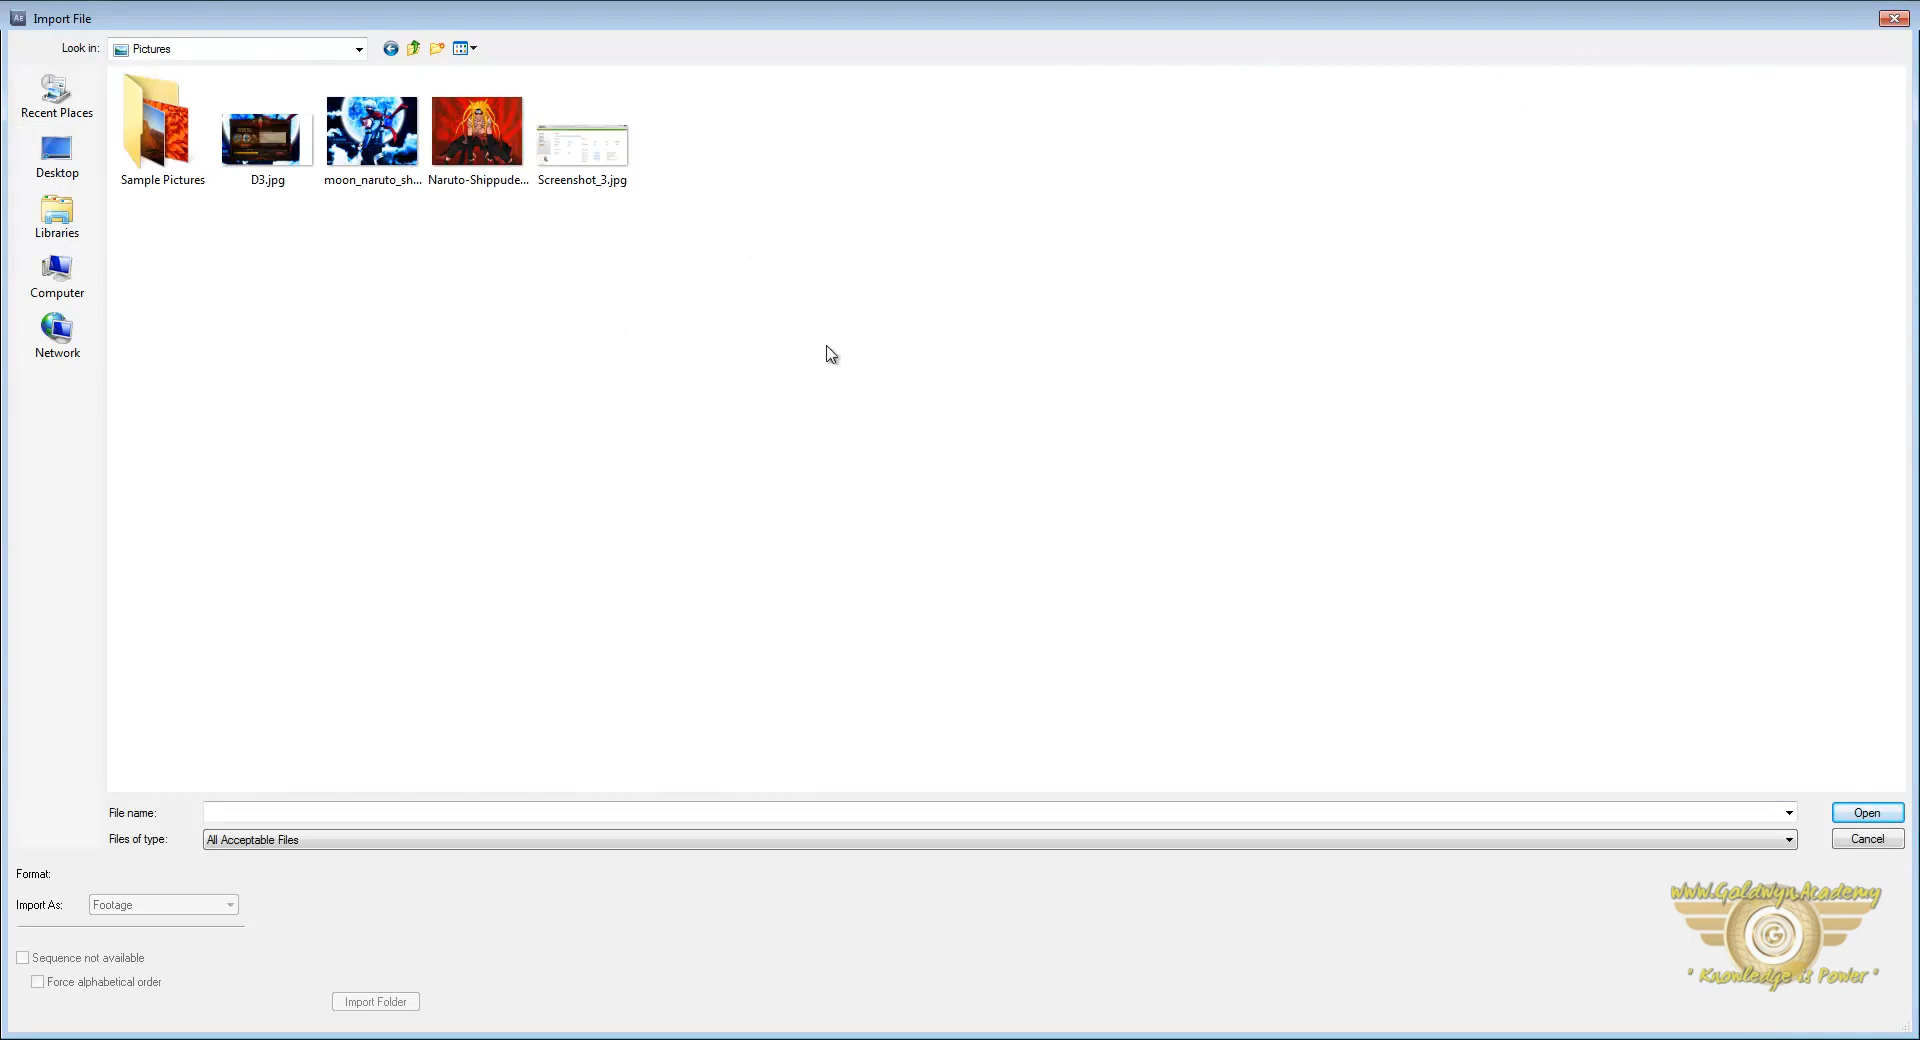 Import File
Look in: Pictures
Recent Places
Desktop
Libraries
Computer
Network
Sample Pictures D3.jpg moon_naruto_sh... Naruto-Shippude... Screenshot_3.jpg
File name:
Open
Files of type: All Acceptable Files
Cancel
Format:
Import As: Footage
Sequence not available
Force alphabetical order
Import Folder
www.Goldwyn.Academy
G
" Knowledge is Power "